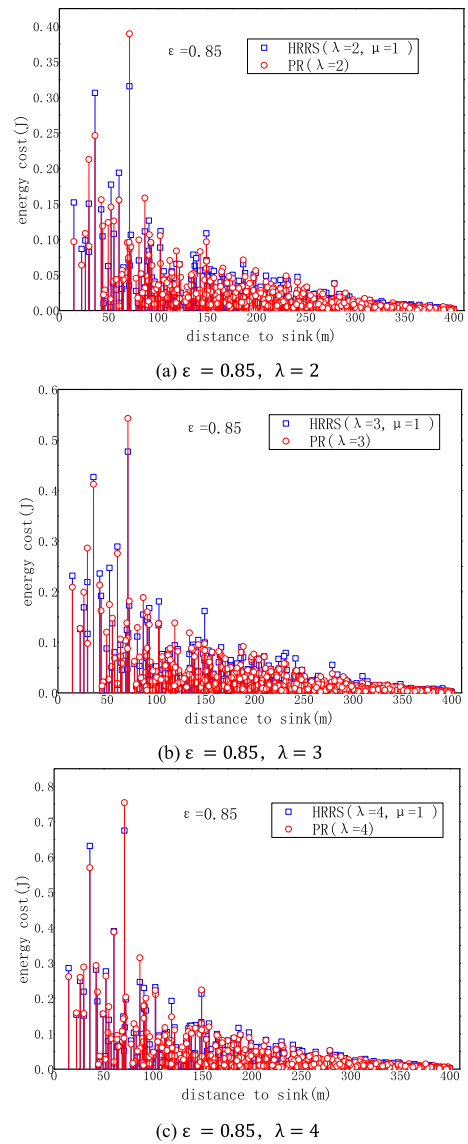 ε=0.85
HRRS(λ=2, μ=1 )
PR(λ=2)
energy cost(J)
0.40
0.35
0.30
0.25
0.20
0.15
0.10
0.05
0.00
0 50 100 150 200 250 300 350 400
distance to sink(m)
(a) ε = 0.85, λ = 2
ε=0.85
HRRS(λ=3, μ=1 )
PR(λ=3)
energy cost(J)
0.6
0.5
0.4
0.3
0.2
0.1
0.0
0 50 100 150 200 250 300 350 400
distance to sink(m)
(b) ε = 0.85, λ = 3
ε=0.85
HRRS(λ=4, μ=1 )
PR(λ=4)
energy cost(J)
0.8
0.7
0.6
0.5
0.4
0.3
0.2
0.1
0.0
0 50 100 150 200 250 300 350 400
distance to sink(m)
(c) ε = 0.85, λ = 4